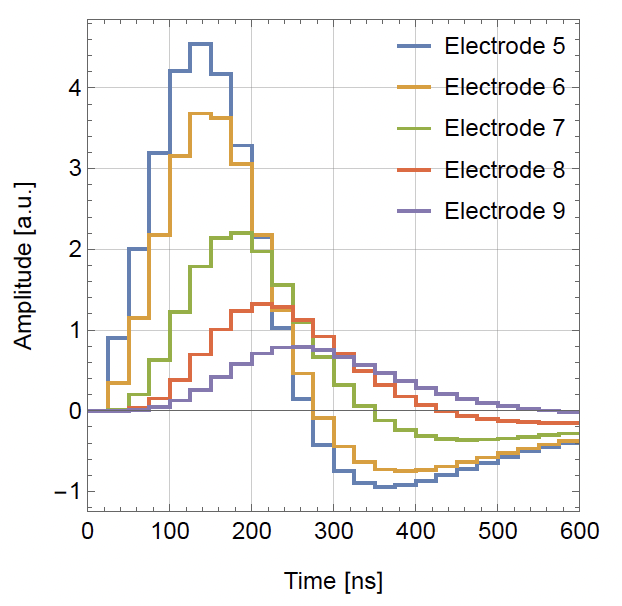 Electrode 5
Electrode 6
Electrode 7
Electrode 8
Electrode 9
Amplitude [a.u.]
4
3
2
1
0
−1
0 100 200 300 400 500 600
Time [ns]